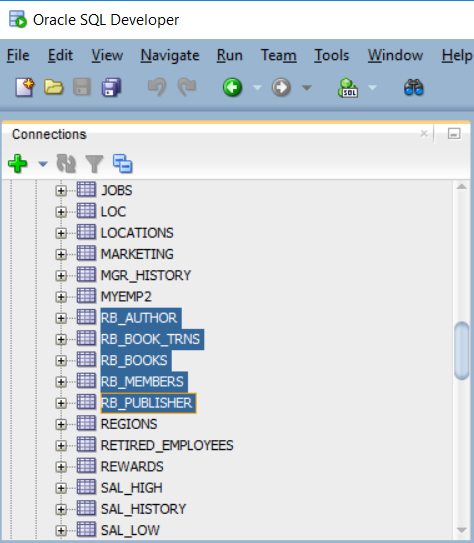 Oracle SQL Developer
File Edit View Navigate Run Team Tools Window Help
SQL
Connections
JOBS
LOC
LOCATIONS
MARKETING
MGR_HISTORY
MYEMP2
RB_AUTHOR
RB_BOOK_TRNS
RB_BOOKS
RB_MEMBERS
RB_PUBLISHER
REGIONS
RETIRED_EMPLOYEES
REWARDS
SAL_HIGH
SAL_HISTORY
SAL_LOW